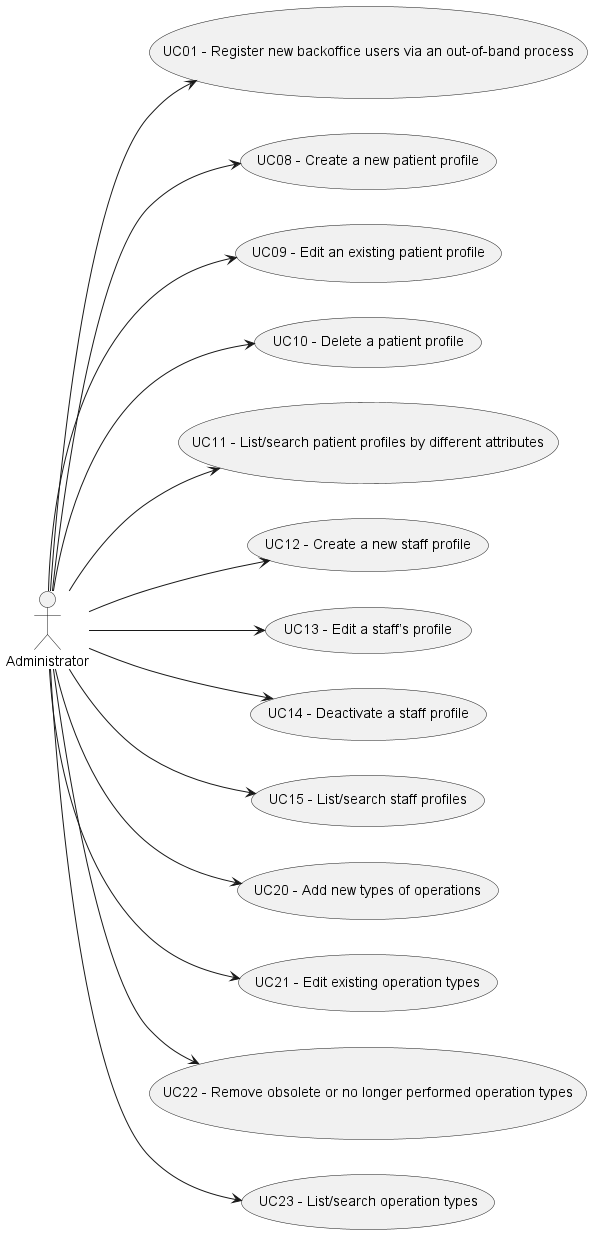 UC01 - Register new backoffice users via an out-of-band process
UC08 - Create a new patient profile
UC09 - Edit an existing patient profile
UC10 - Delete a patient profile
UC11 - List/search patient profiles by different attributes
UC12 - Create a new staff profile
UC13 - Edit a staff's profile
Administrator
UC14 - Deactivate a staff profile
UC15 - List/search staff profiles
UC20 - Add new types of operations
UC21 - Edit existing operation types
UC22 - Remove obsolete or no longer performed operation types
UC23 - List/search operation types